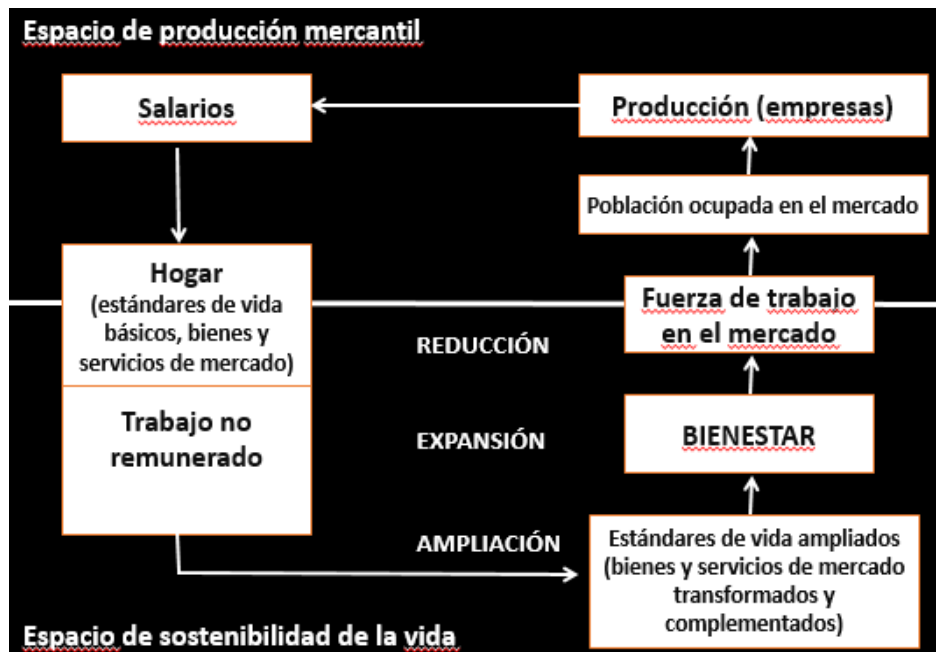 Espacio de producción mercantil
Salarios
Producción (empresas)
Población ocupada en el mercado
Hogar
(estándares de vida
básicos, bienes y
servicios de mercado)
Fuerza de trabajo
en el mercado
REDUCCIÓN
Trabajo no
remunerado
EXPANSIÓN
BIENESTAR
AMPLIACIÓN
Estándares de vida ampliados
(bienes y servicios de mercado
transformados y
complementados)
Espacio de sostenibilidad de la vida